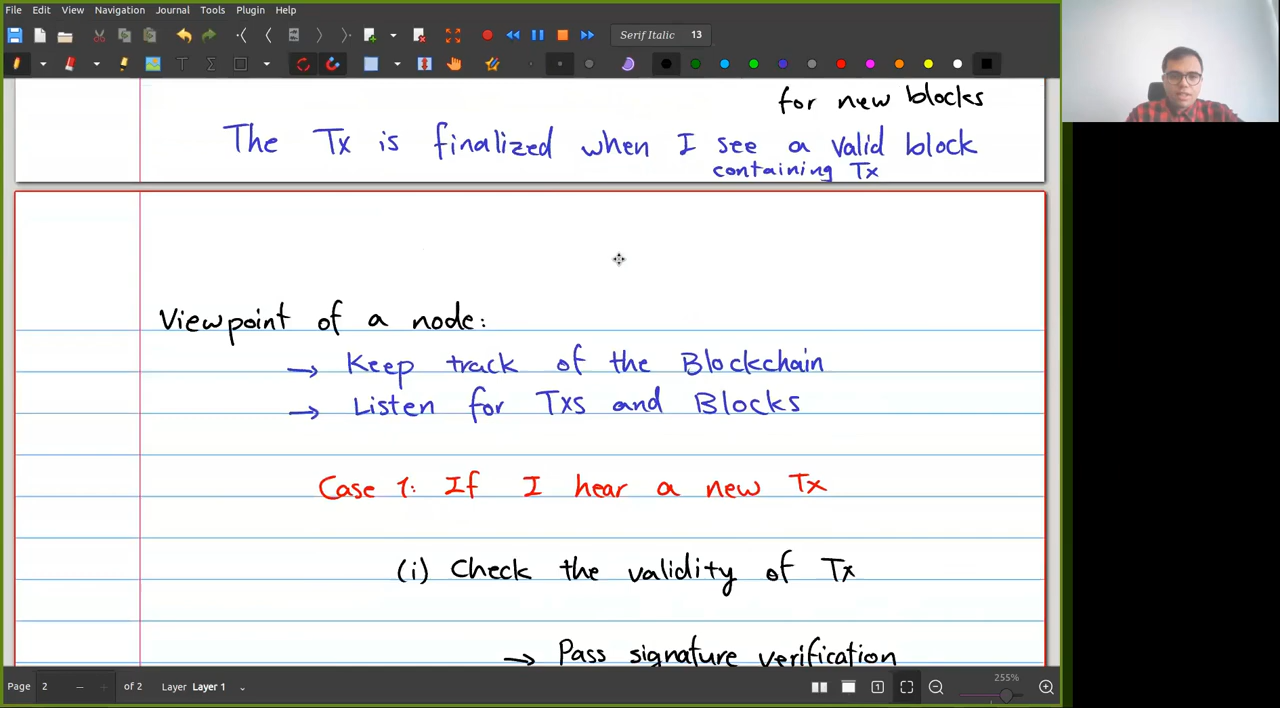 File Edit View Navigation Journal Tools Plugin Help
Serif Italic 13
for new blocks
The Tx is finalized when I see a valid block
containing Tx
Viewpoint of a node:
→ Keep track of the Blockchain
→ Listen for Txs and Blocks
Case 1: If I hear a new Tx
(i) Check the validity of Tx
→ Pass signature verification
Page 2 of 2 Layer Layer 1
255%